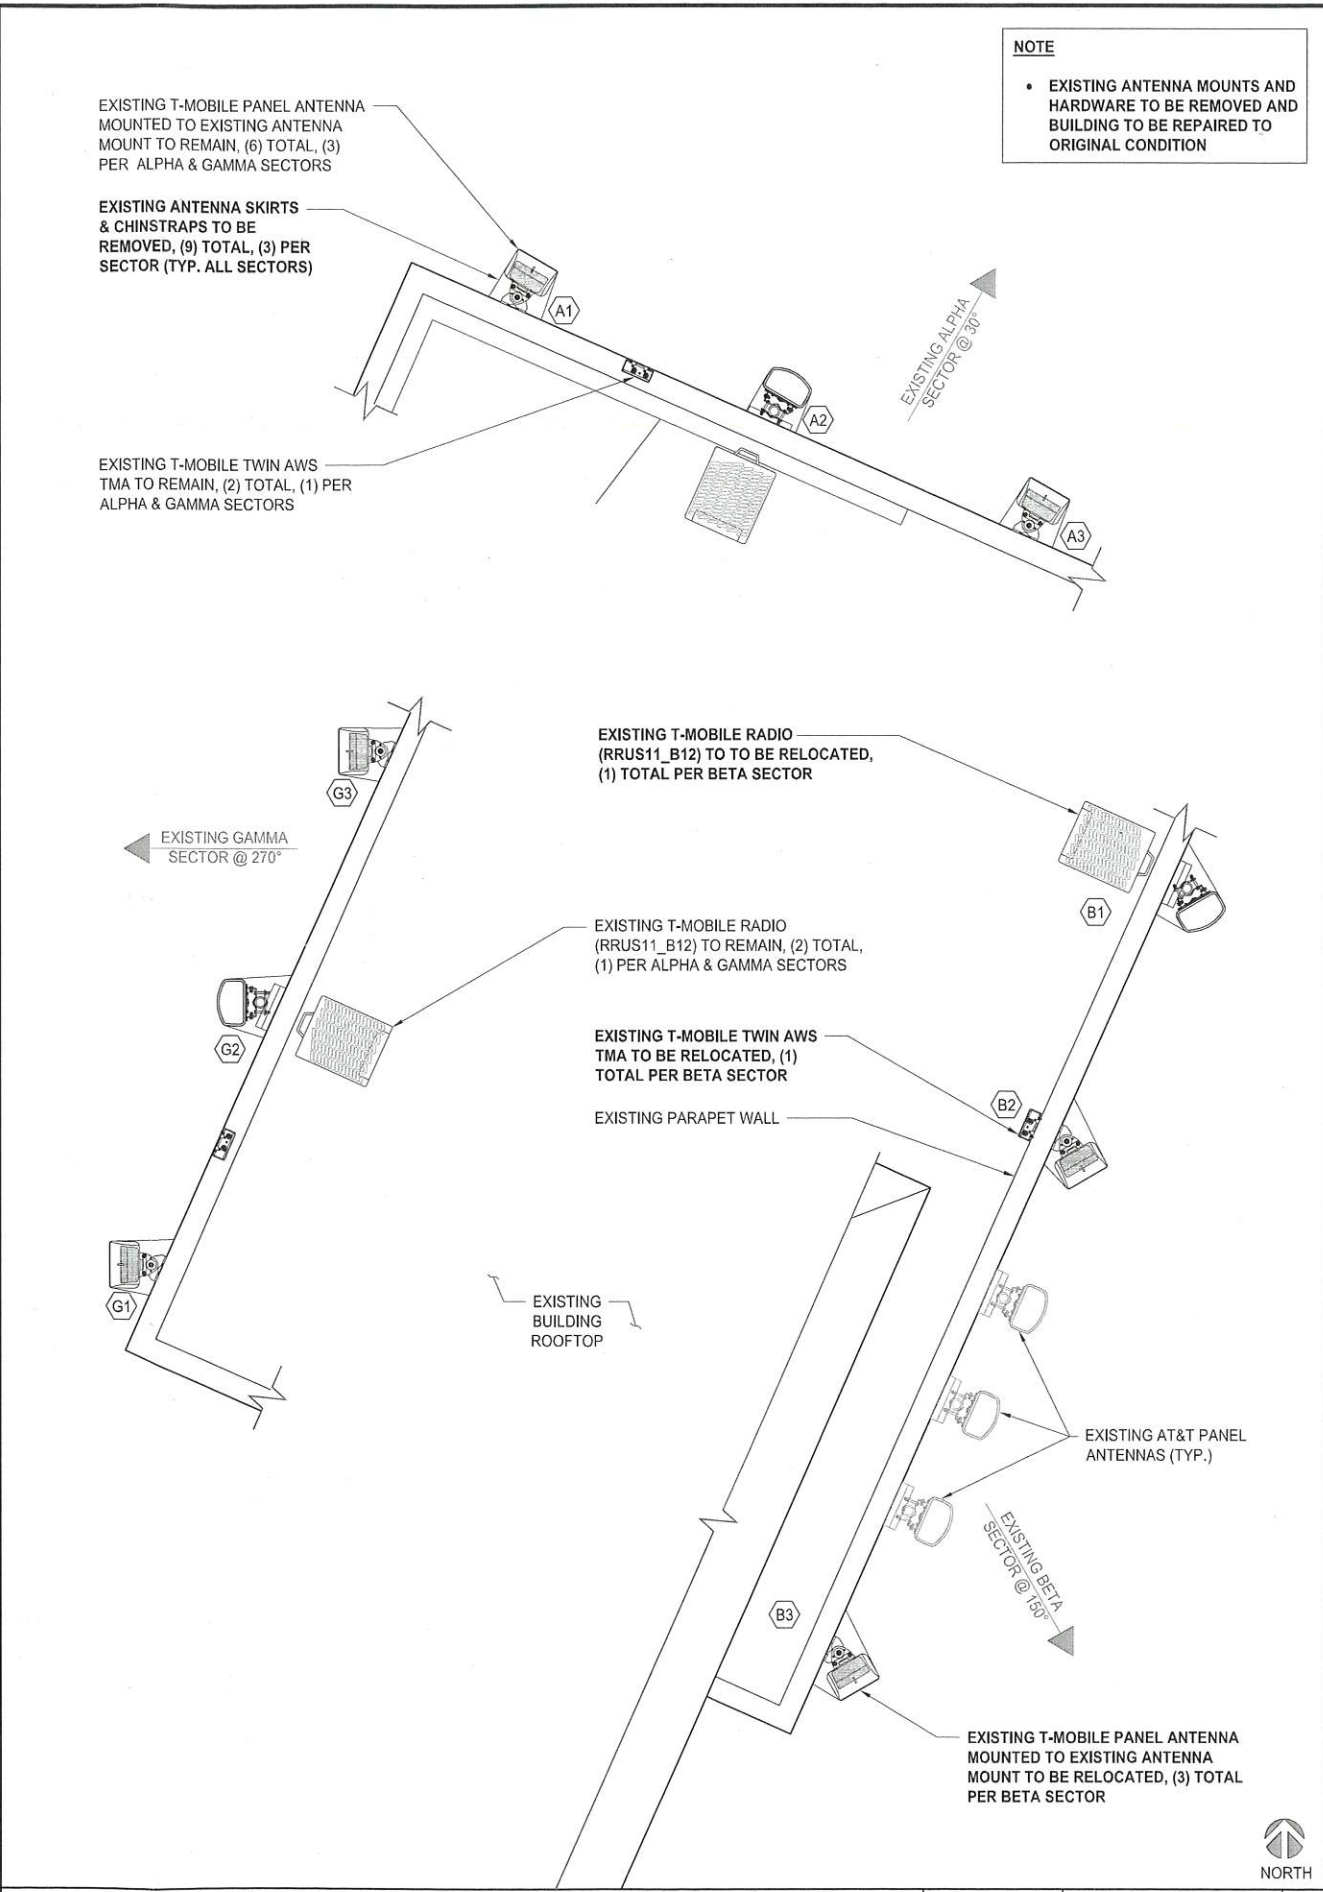 NOTE
• EXISTING ANTENNA MOUNTS AND
HARDWARE TO BE REMOVED AND
BUILDING TO BE REPAIRED TO
ORIGINAL CONDITION
EXISTING T-MOBILE PANEL ANTENNA
MOUNTED TO EXISTING ANTENNA
MOUNT TO REMAIN, (6) TOTAL, (3)
PER ALPHA & GAMMA SECTORS
EXISTING ANTENNA SKIRTS
& CHINSTRAPS TO BE
REMOVED, (9) TOTAL, (3) PER
SECTOR (TYP. ALL SECTORS)
A1
EXISTING ALPHA
SECTOR @ 30°
A2
EXISTING T-MOBILE TWIN AWS
TMA TO REMAIN, (2) TOTAL, (1) PER
ALPHA & GAMMA SECTORS
A3
EXISTING T-MOBILE RADIO
(RRUS11_B12) TO TO BE RELOCATED,
(1) TOTAL PER BETA SECTOR
G3
EXISTING GAMMA
SECTOR @ 270°
B1
EXISTING T-MOBILE RADIO
(RRUS11_B12) TO REMAIN, (2) TOTAL,
(1) PER ALPHA & GAMMA SECTORS
G2
EXISTING T-MOBILE TWIN AWS
TMA TO BE RELOCATED, (1)
TOTAL PER BETA SECTOR
B2
EXISTING PARAPET WALL
G1
EXISTING
BUILDING
ROOFTOP
EXISTING AT&T PANEL
ANTENNAS (TYP.)
EXISTING BETA
SECTOR @ 150°
B3
EXISTING T-MOBILE PANEL ANTENNA
MOUNTED TO EXISTING ANTENNA
MOUNT TO BE RELOCATED, (3) TOTAL
PER BETA SECTOR
NORTH